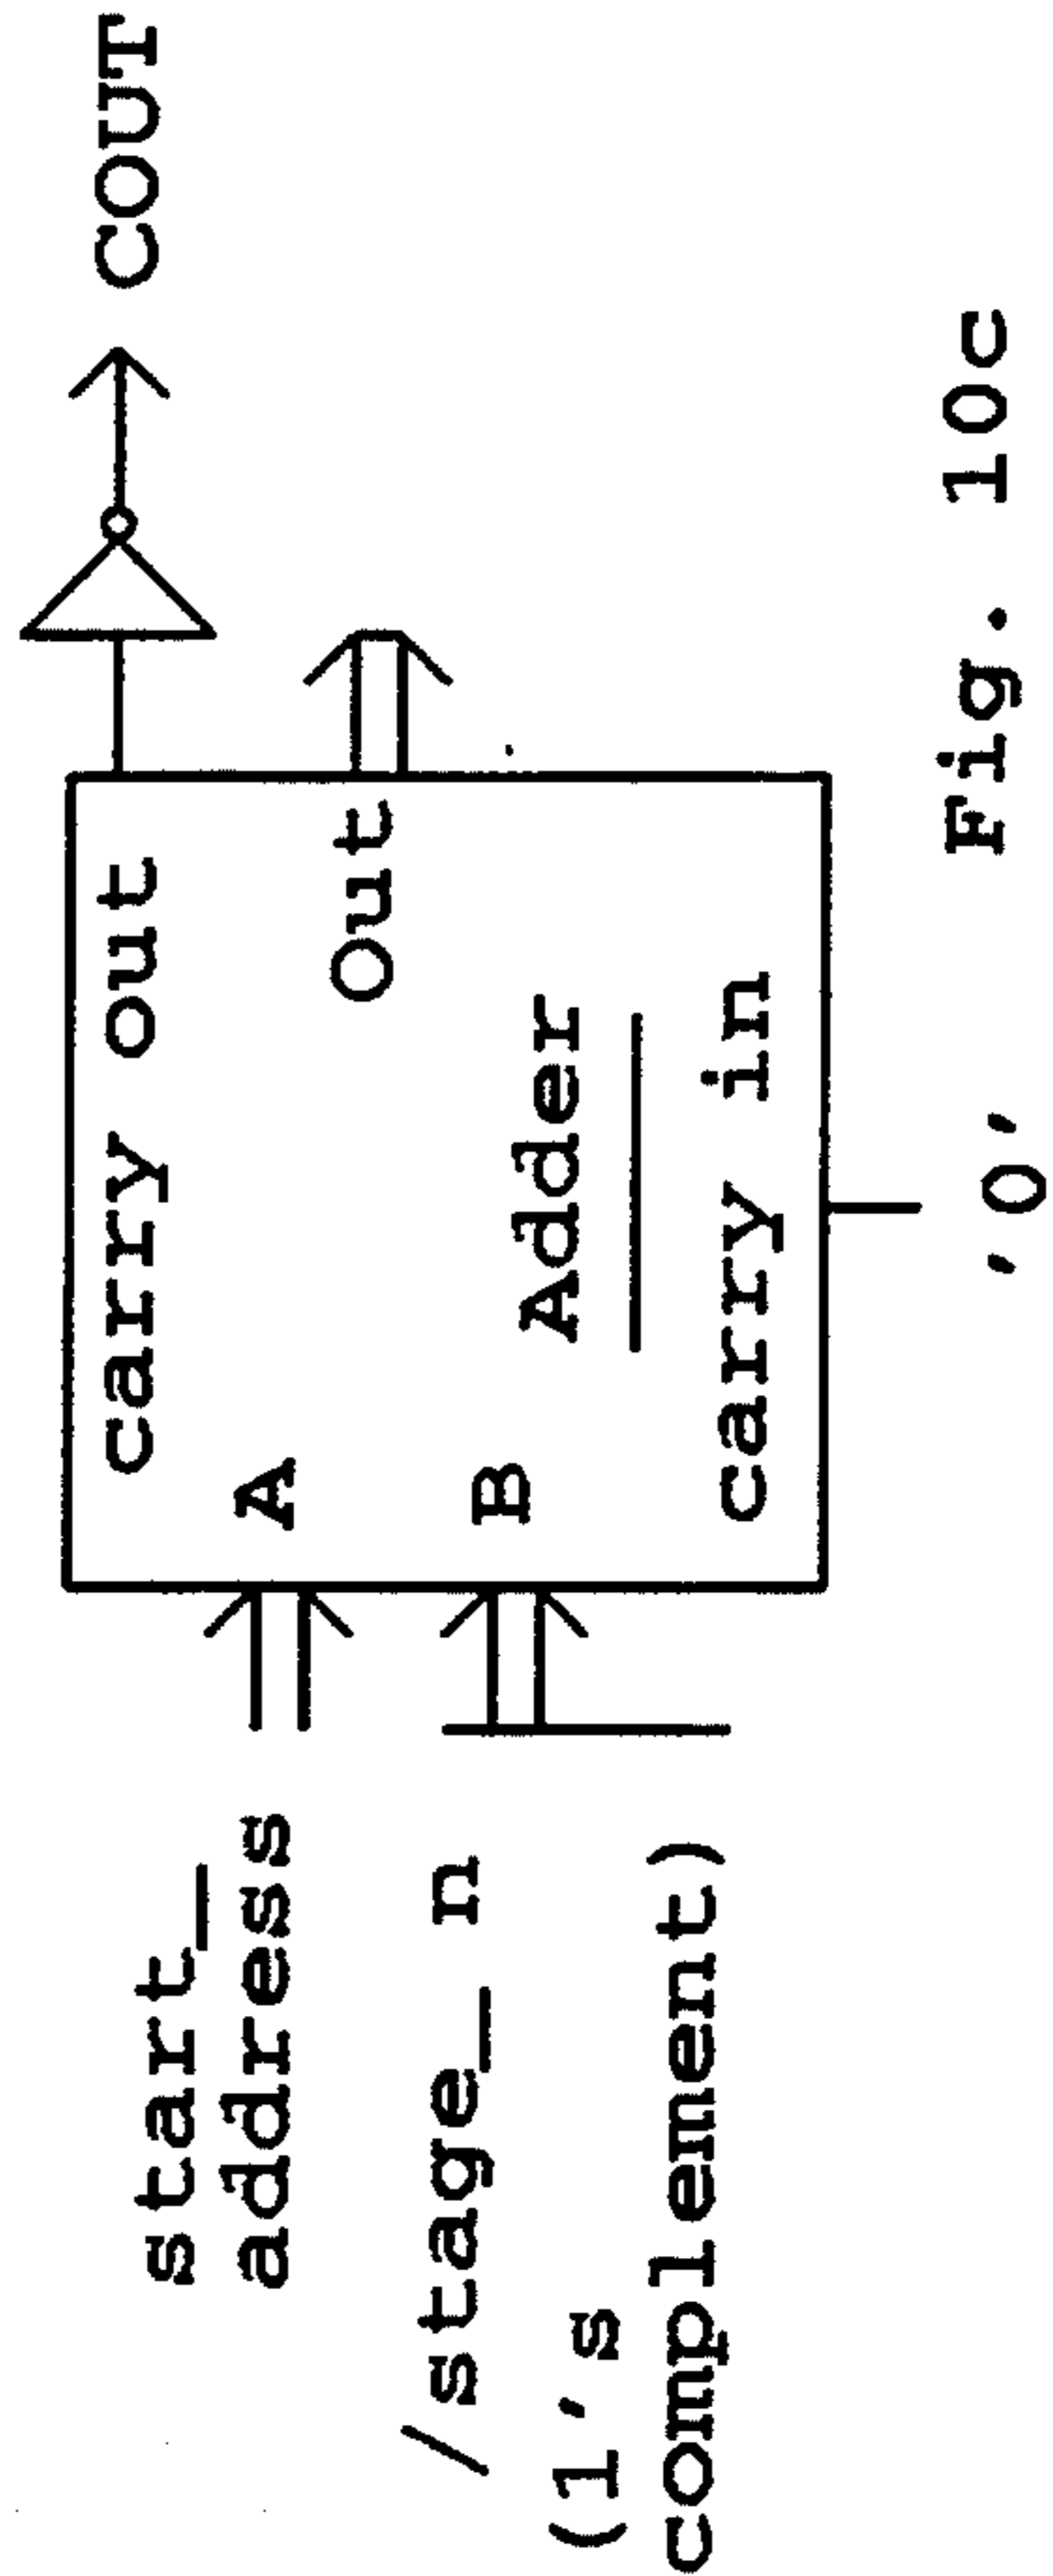 COUT
carry out
A
Out
start_
address
B
Adder
/stage_ n
(1's
complement)
carry in
'0'
Fig. 10c